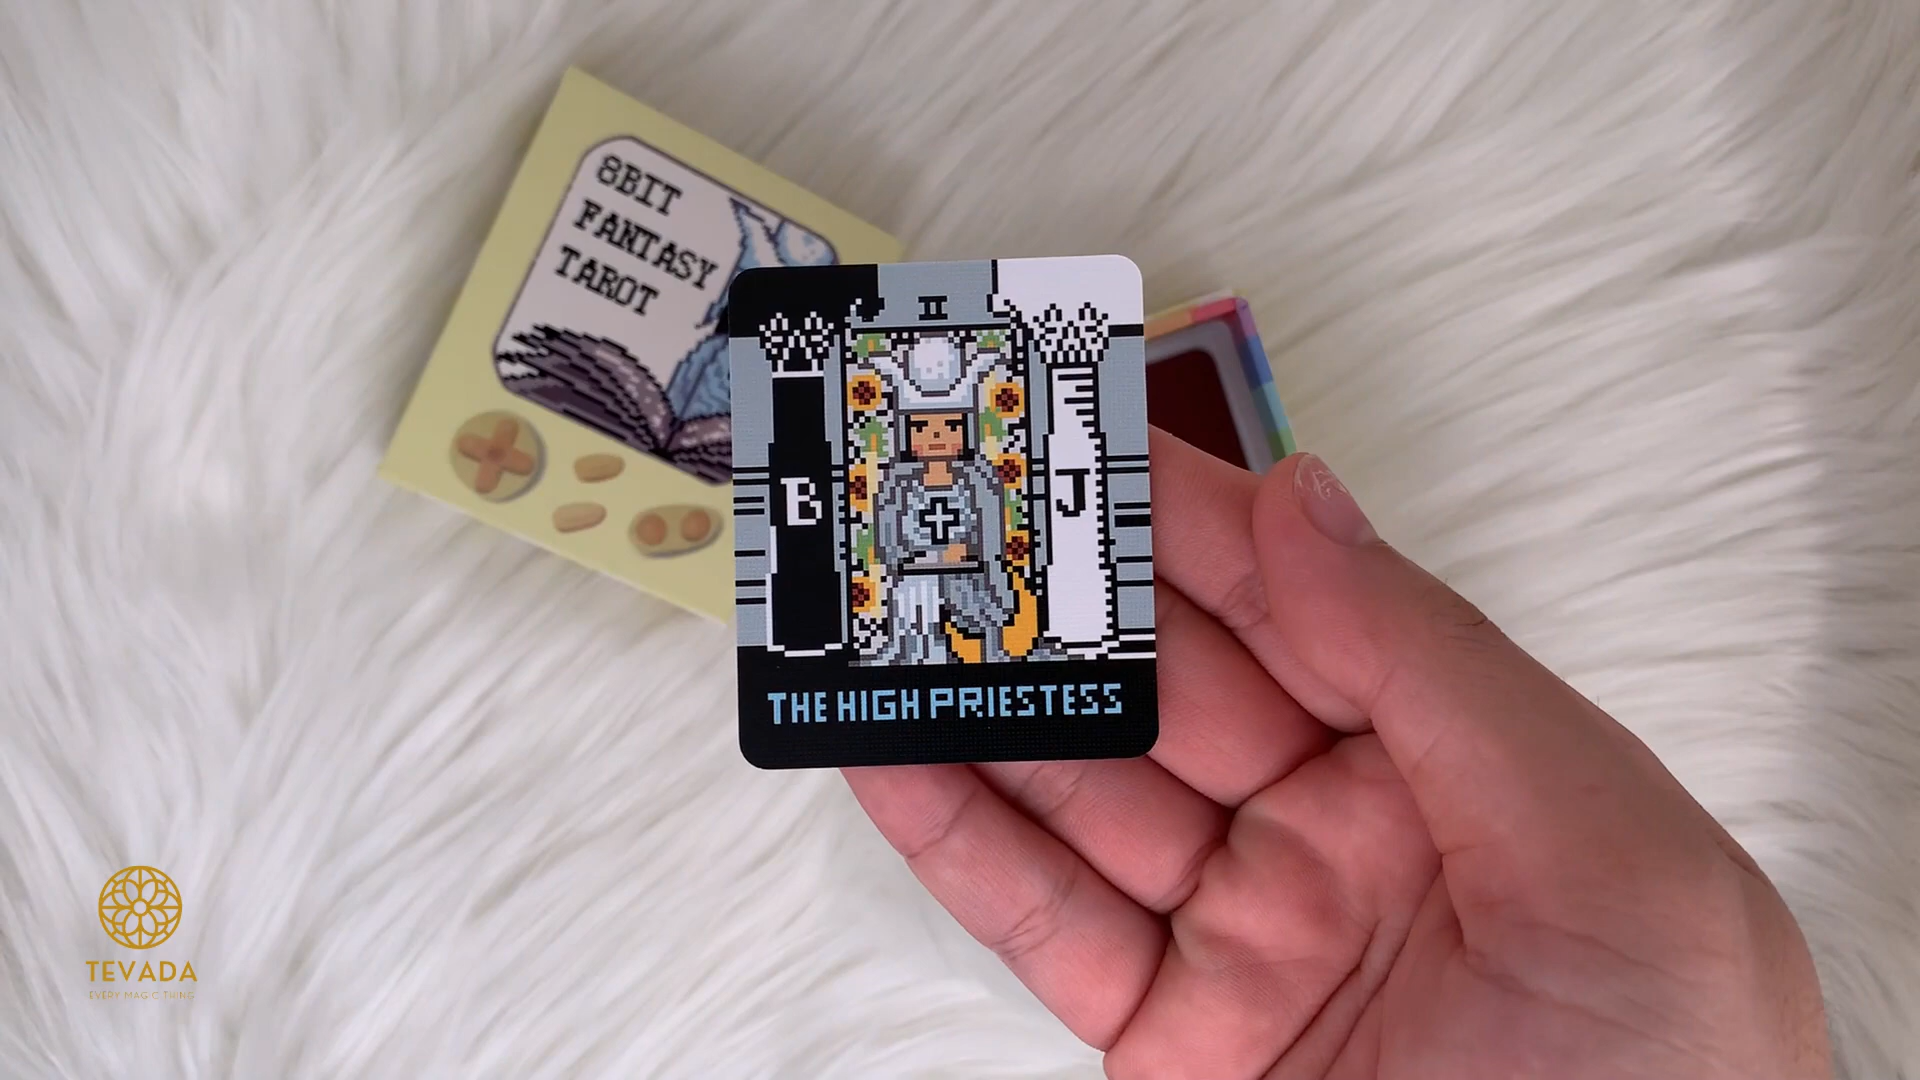 8BIT
FANTASY
TAROT
II
B
J
THE HIGH PRIESTESS
TEVADA
EVERY MAGIC THING